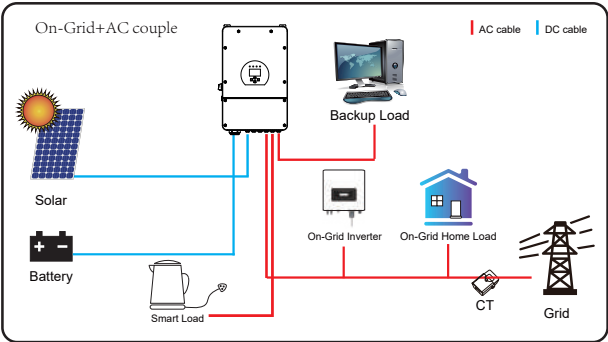 On-Grid+AC couple
AC cable
DC cable
Backup Load
Solar
On-Grid Inverter
On-Grid Home Load
Battery
CT
Grid
Smart Load